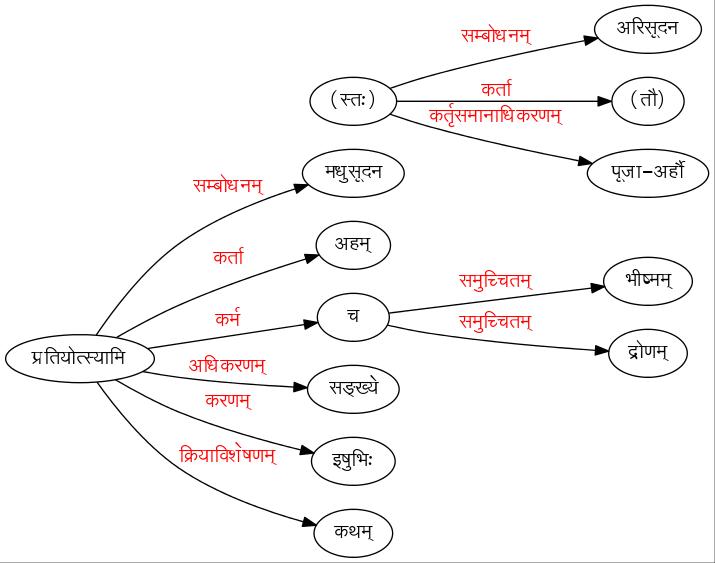 सम्बोधनम्
अरिसूदन
(स्तः)
कर्ता
(तौ)
कर्तृसमानाधिकरणम्
पूजा-अर्हौ
सम्बोधनम्
मधुसूदन
कर्ता
अहम्
कर्म
च
समुच्चितम्
भीष्मम्
समुच्चितम्
द्रोणम्
प्रतियोत्स्यामि
अधिकरणम्
सङ्ख्ये
करणम्
इषुभिः
क्रियाविशेषणम्
कथम्